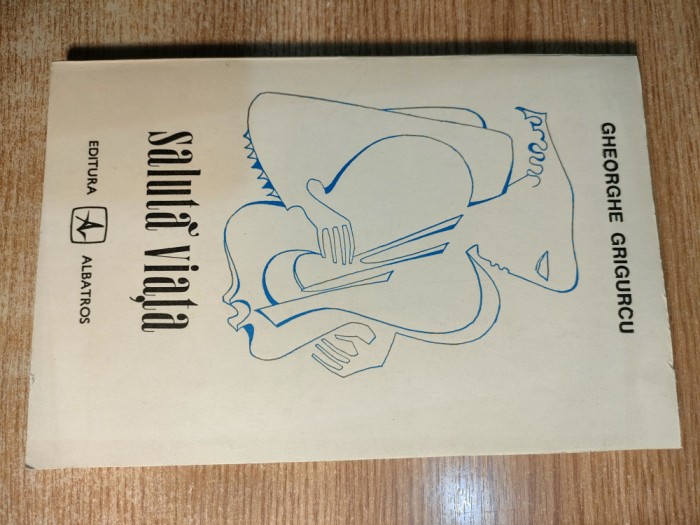 GHEORGHE GRIGURCU
salută viața
EDITURA ALBATROS